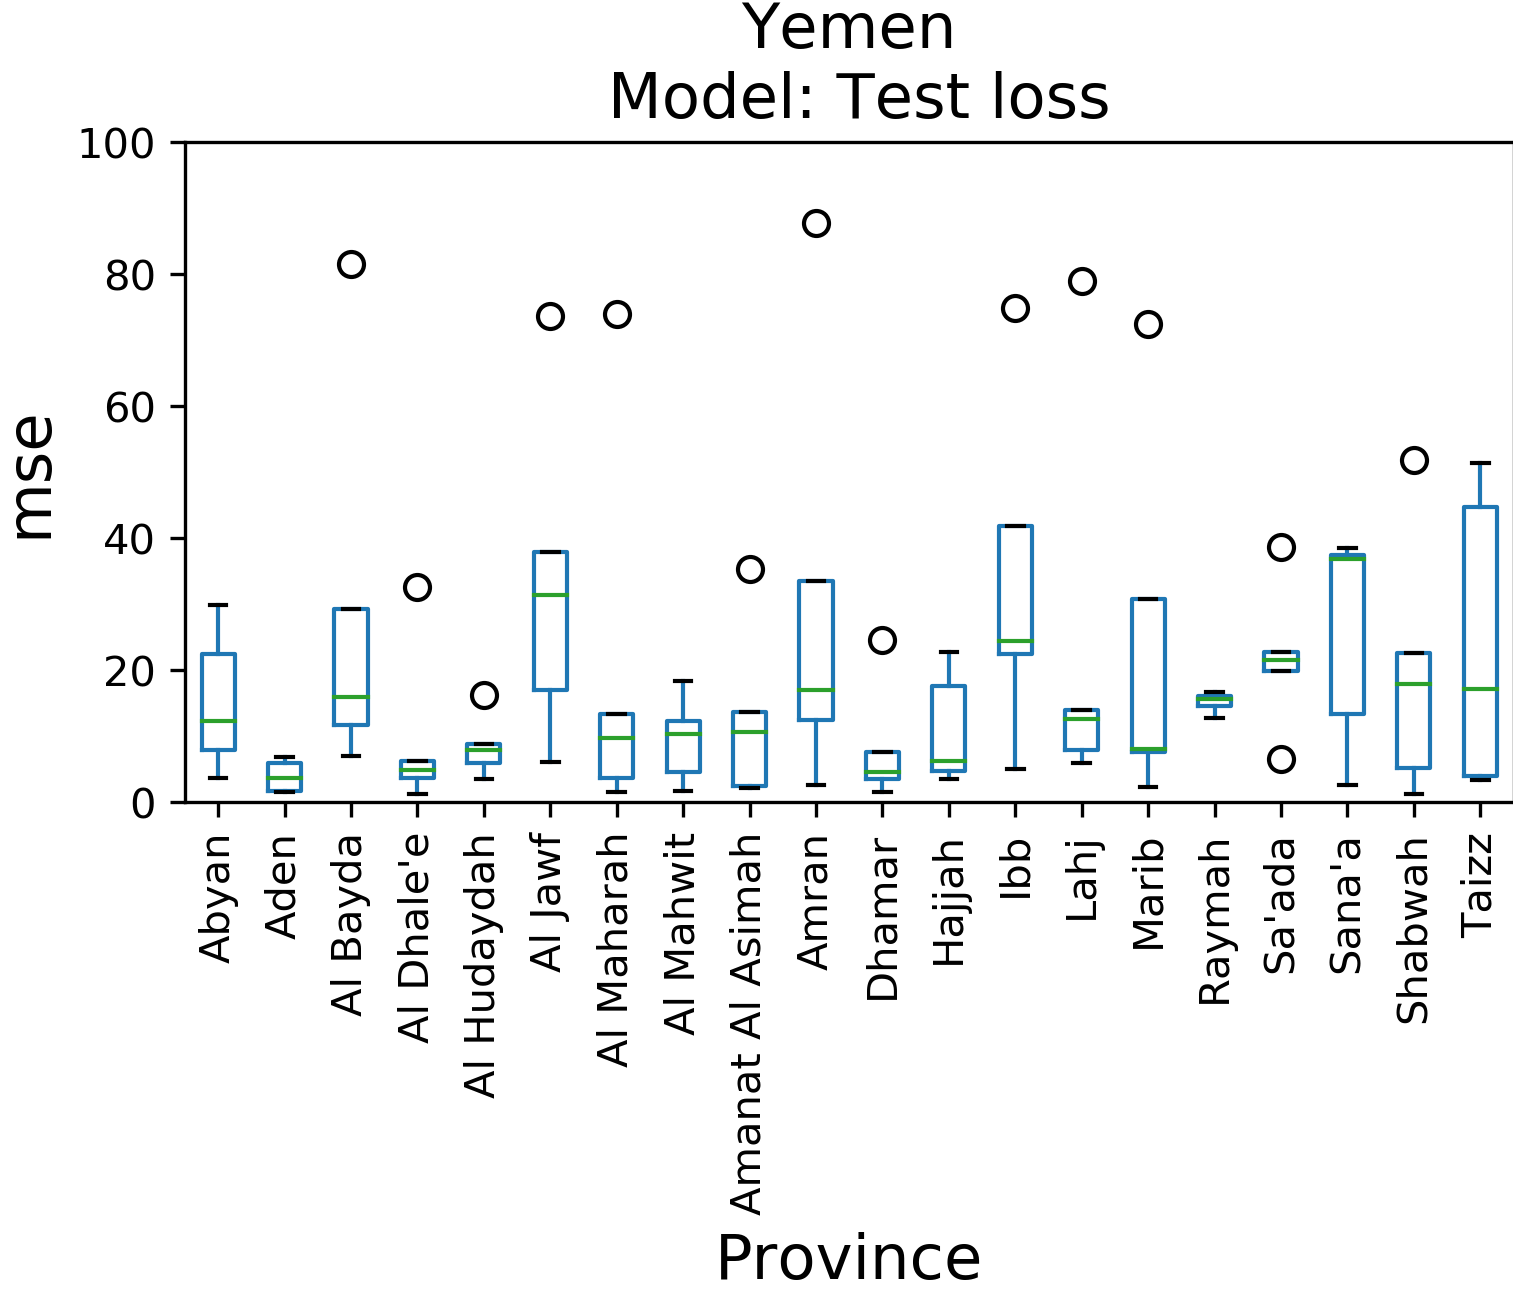 Yemen
Model: Test loss
100
80
60
40
20
0
mse
Abyan
Aden
Al Bayda
Al Dhale'e
Al Hudaydah
Al Jawf
Al Maharah
Al Mahwit
Amanat Al Asimah
Amran
Dhamar
Hajjah
Ibb
Lahj
Marib
Raymah
Sa'ada
Sana'a
Shabwah
Taizz
Province